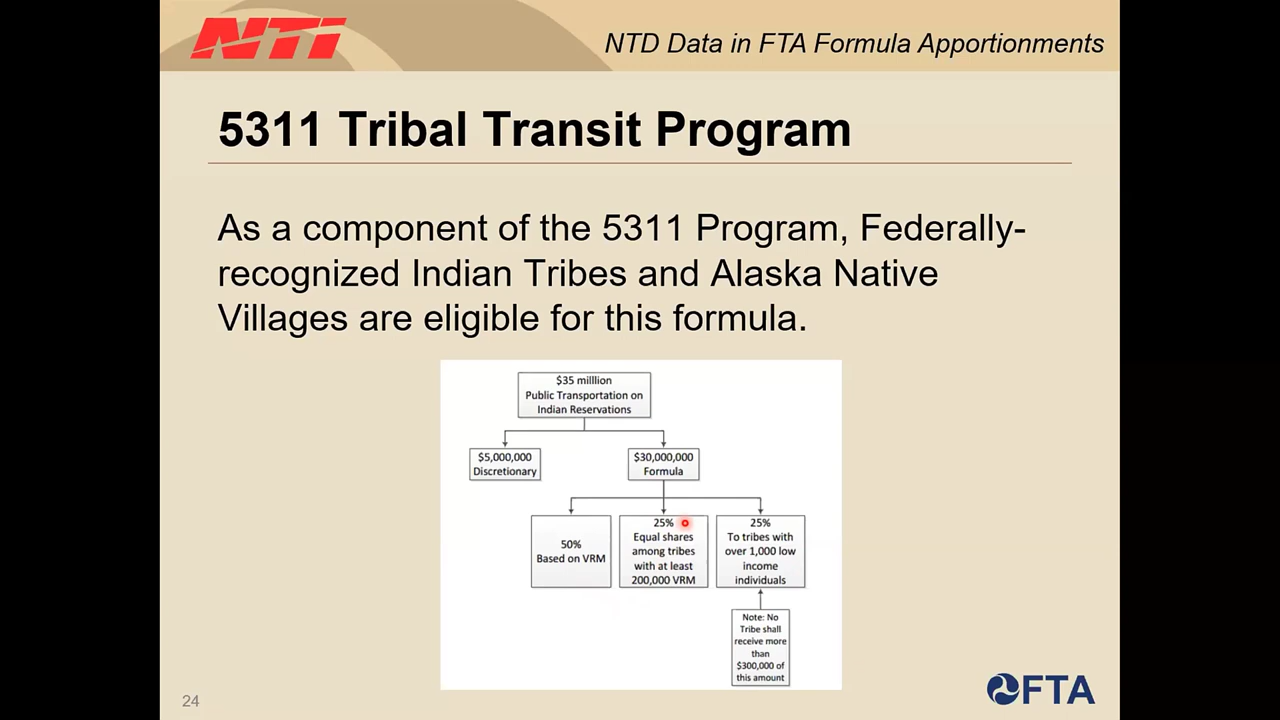 NTI
NTD Data in FTA Formula Apportionments
5311 Tribal Transit Program
As a component of the 5311 Program, Federally-
recognized Indian Tribes and Alaska Native
Villages are eligible for this formula.
$35 milllion
Public Transportation on
Indian Reservations
$5,000,000
Discretionary
$30,000,000
Formula
50%
Based on VRM
25%
Equal shares
among tribes
with at least
200,000 VRM
25%
To tribes with
over 1,000 low
income
individuals
Note: No
Tribe shall
receive more
than
$300,000 of
this amount
24
FTA